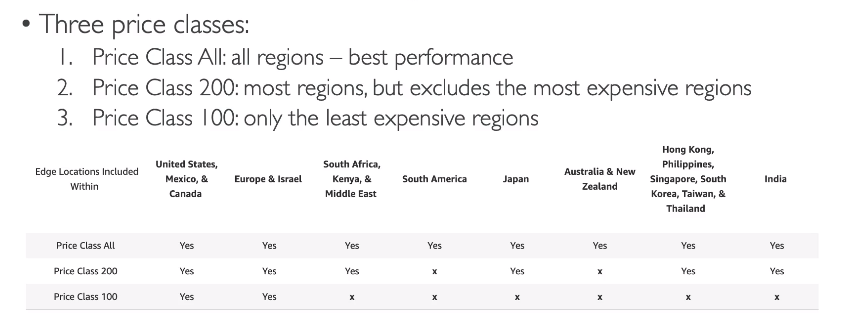 • Three price classes:
1. Price Class All: all regions – best performance
2. Price Class 200: most regions, but excludes the most expensive regions
3. Price Class 100: only the least expensive regions
Edge Locations Included Within United States, Mexico, & Canada Europe & Israel South Africa, Kenya, & Middle East South America Japan Australia & New Zealand Hong Kong, Philippines, Singapore, South Korea, Taiwan, & Thailand India
Price Class All Yes Yes Yes Yes Yes Yes Yes Yes
Price Class 200 Yes Yes Yes x Yes x Yes Yes
Price Class 100 Yes Yes x x x x x x